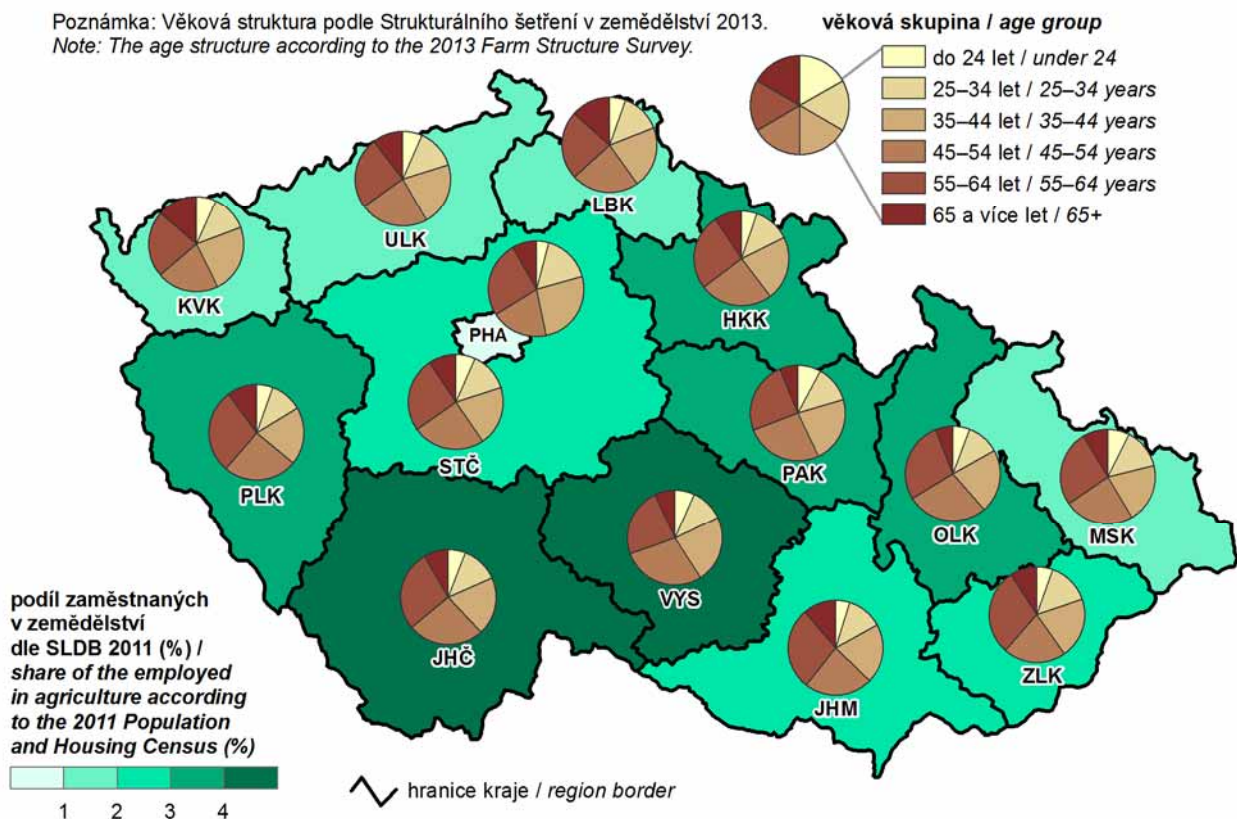 Poznámka: Věková struktura podle Strukturálního šetření v zemědělství 2013.
Note: The age structure according to the 2013 Farm Structure Survey.
věková skupina / age group
do 24 let / under 24
25–34 let / 25–34 years
35–44 let / 35–44 years
45–54 let / 45–54 years
55–64 let / 55–64 years
65 a více let / 65+
LBK
ULK
KVK
HKK
PHA
STČ
PAK
PLK
OLK
MSK
VYS
JHČ
ZLK
JHM
podíl zaměstnaných
v zemědělství
dle SLDB 2011 (%) /
share of the employed
in agriculture according
to the 2011 Population
and Housing Census (%)
1 2 3 4
hranice kraje / region border